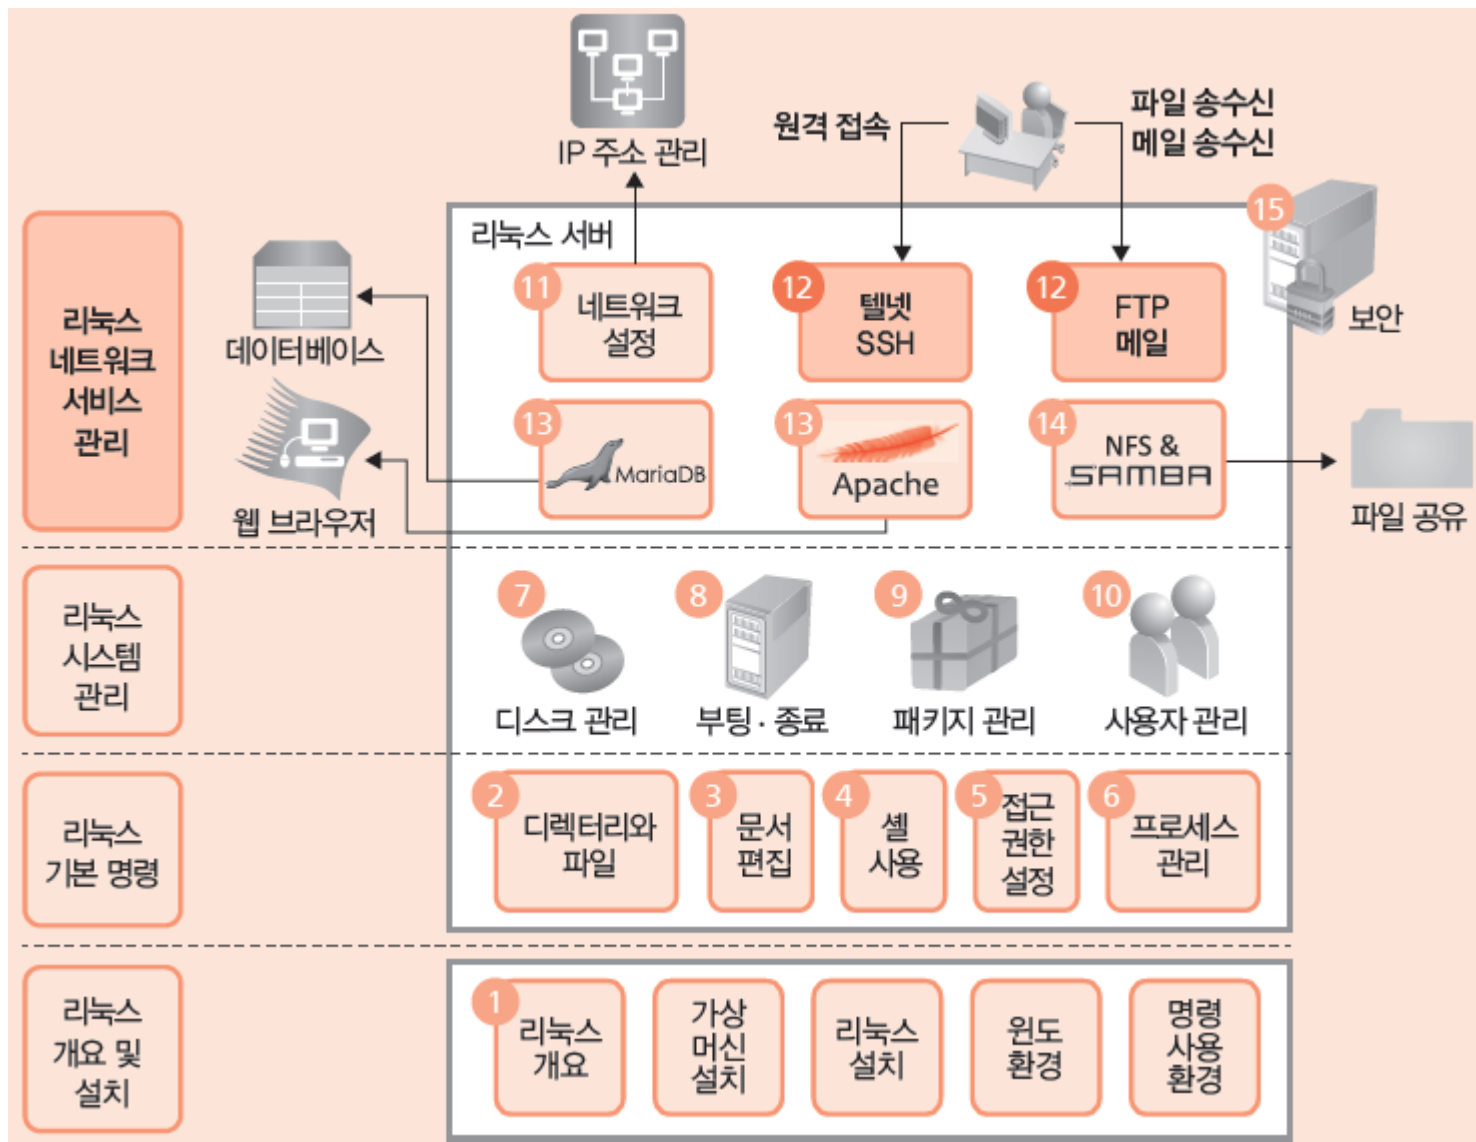 IP 주소 관리
원격 접속
파일 송수신
메일 송수신
15
보안
리눅스
네트워크
서비스
관리
데이터베이스
웹 브라우저
리눅스 서버
11
네트워크
설정
12
텔넷
SSH
12
FTP
메일
13
MariaDB
13
Apache
14
NFS &
SAMBA
파일 공유
리눅스
시스템
관리
7
디스크 관리
8
부팅 · 종료
9
패키지 관리
10
사용자 관리
리눅스
기본 명령
2
디렉터리와
파일
3
문서
편집
4
셸
사용
5
접근
권한
설정
6
프로세스
관리
리눅스
개요 및
설치
1
리눅스
개요
가상
머신
설치
리눅스
설치
윈도
환경
명령
사용
환경